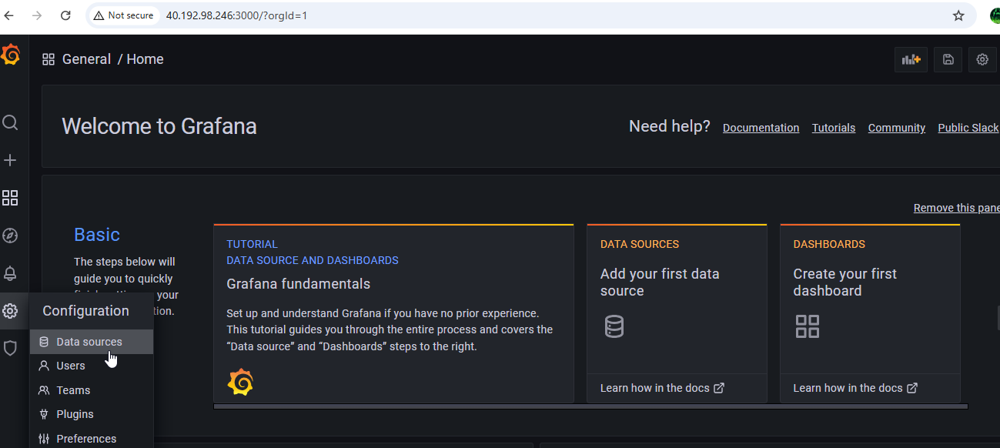 Not secure 40.192.98.246:3000/?orgId=1
General / Home
Welcome to Grafana
Need help? Documentation Tutorials Community Public Slack
Remove this pane
Basic
The steps below will
guide you to quickly
your
tion.
TUTORIAL
DATA SOURCE AND DASHBOARDS
Grafana fundamentals
Set up and understand Grafana if you have no prior experience.
This tutorial guides you through the entire process and covers the
“Data source” and “Dashboards” steps to the right.
DATA SOURCES
Add your first data
source
Learn how in the docs
DASHBOARDS
Create your first
dashboard
Learn how in the docs
Configuration
Data sources
Users
Teams
Plugins
Preferences